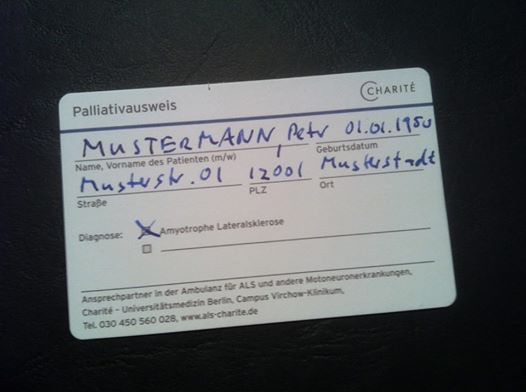 Palliativausweis
CHARITÉ
MUSTERMANN, Petr 01.01.1950
Name, Vorname des Patienten (m/w) Geburtsdatum
Musterstr. 01 12001 Musterstadt
Straße PLZ Ort
Diagnose: Amyotrophe Lateralsklerose
Ansprechpartner in der Ambulanz für ALS und andere Motoneuronerkrankungen,
Charité - Universitätsmedizin Berlin, Campus Virchow-Klinikum,
Tel. 030 450 560 028, www.als-charite.de